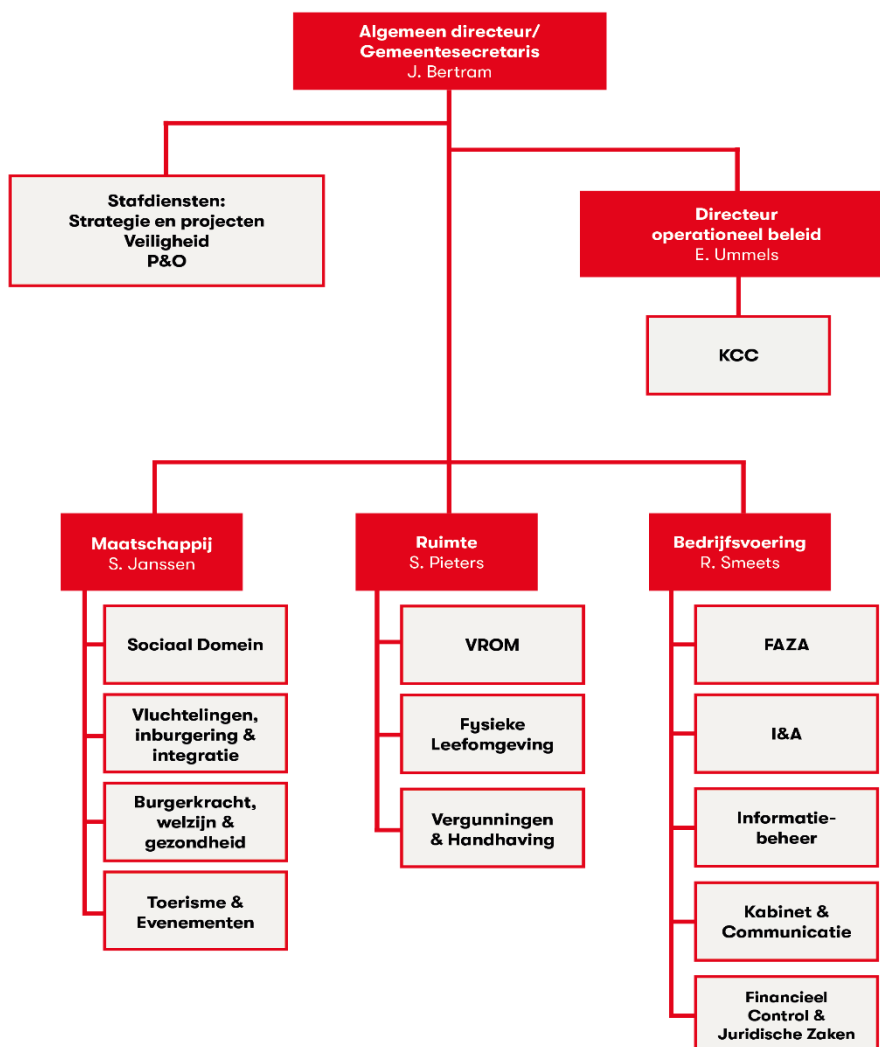 Algemeen directeur/
Gemeentesecretaris
J. Bertram
Stafdiensten:
Strategie en projecten
Veiligheid
P&O
Directeur
operationeel beleid
E. Ummels
KCC
Maatschappij
S. Janssen
Sociaal Domein
Vluchtelingen,
inburgering &
integratie
Burgerkracht,
welzijn &
gezondheid
Toerisme &
Evenementen
Ruimte
S. Pieters
VROM
Fysieke
Leefomgeving
Vergunningen
& Handhaving
Bedrijfsvoering
R. Smeets
FAZA
I&A
Informatie-
beheer
Kabinet &
Communicatie
Financieel
Control &
Juridische Zaken